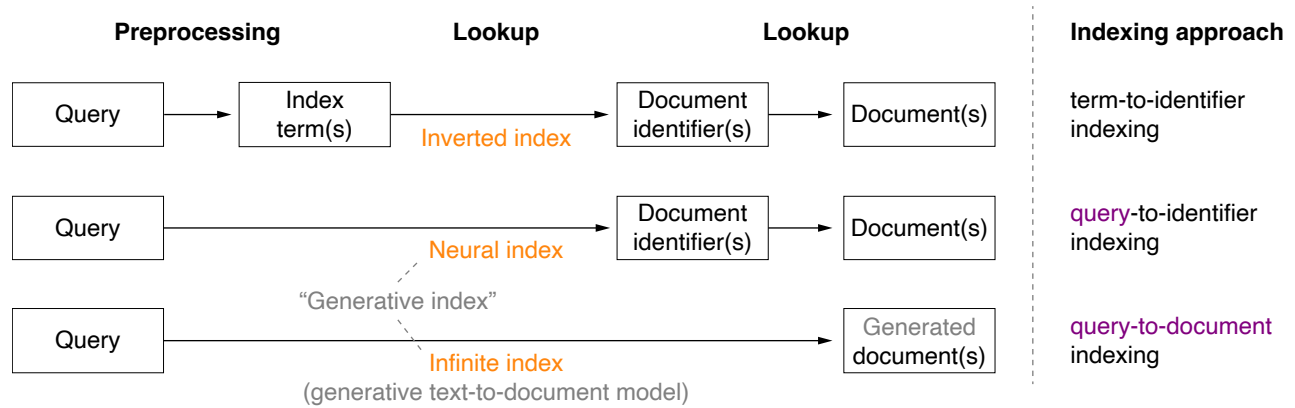 Preprocessing Lookup Lookup Indexing approach
Query
Index
term(s)
Inverted index
Document
identifier(s)
Document(s)
term-to-identifier
indexing
Query
Neural index
Document
identifier(s)
Document(s)
query-to-identifier
indexing
“Generative index”
Query
Infinite index
(generative text-to-document model)
Generated
document(s)
query-to-document
indexing